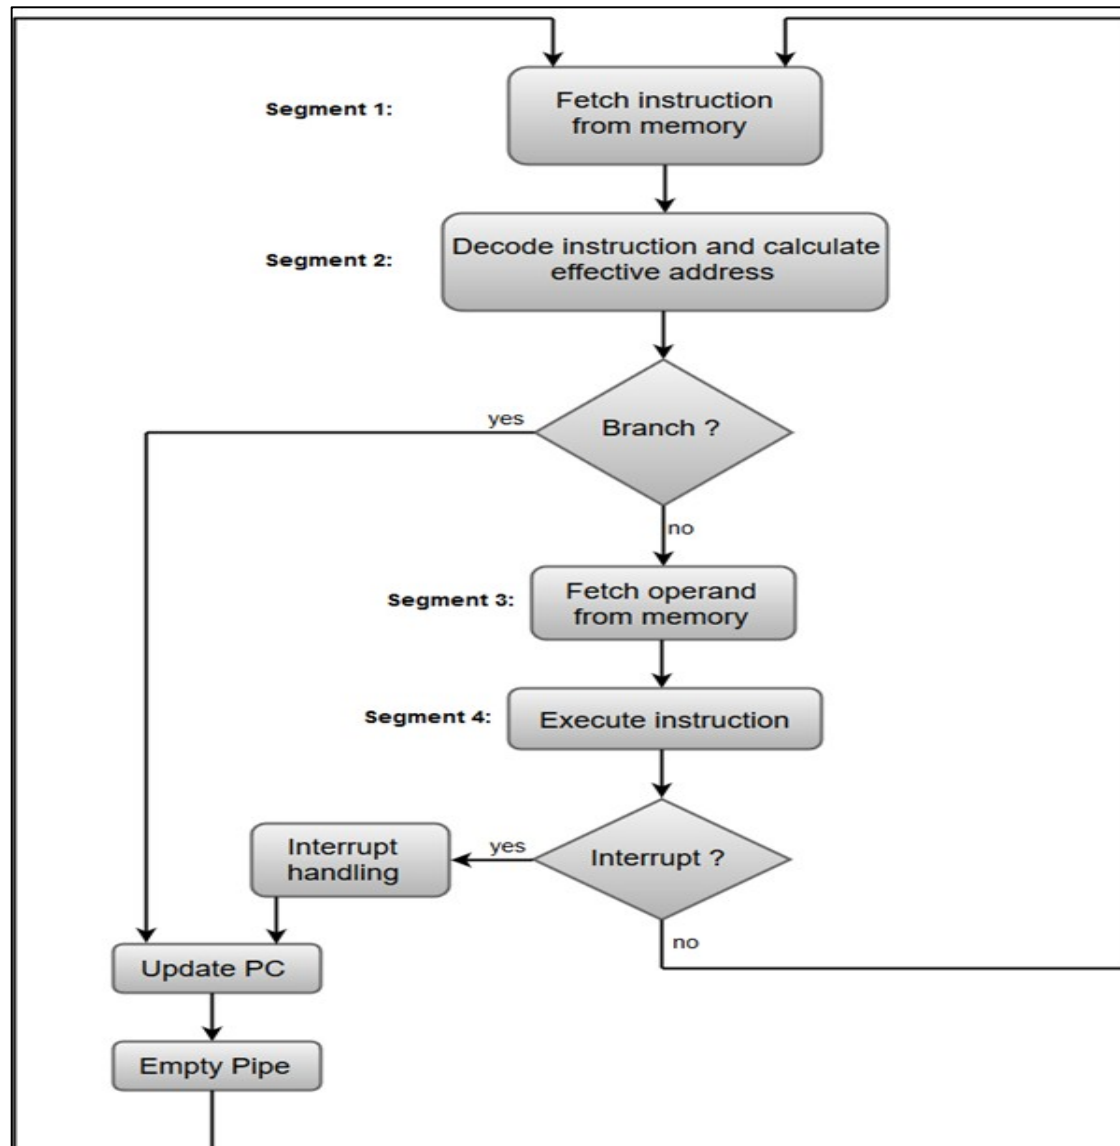 Segment 1:
Fetch instruction
from memory
Segment 2:
Decode instruction and calculate
effective address
Branch ?
yes
no
Segment 3:
Fetch operand
from memory
Segment 4:
Execute instruction
Interrupt ?
yes
Interrupt
handling
no
Update PC
Empty Pipe